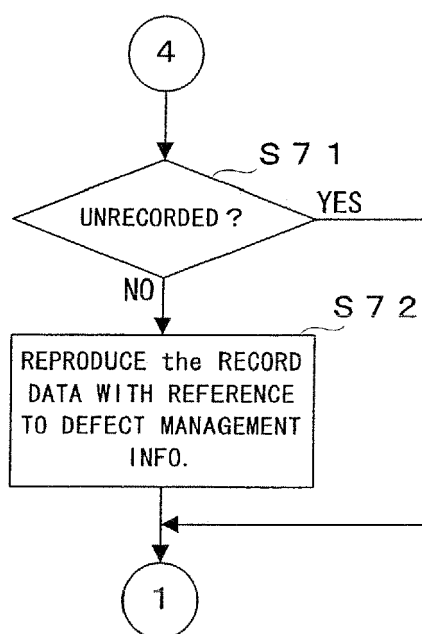 4
S71
UNRECORDED?
YES
NO
S72
REPRODUCE the RECORD
DATA WITH REFERENCE
TO DEFECT MANAGEMENT
INFO.
1